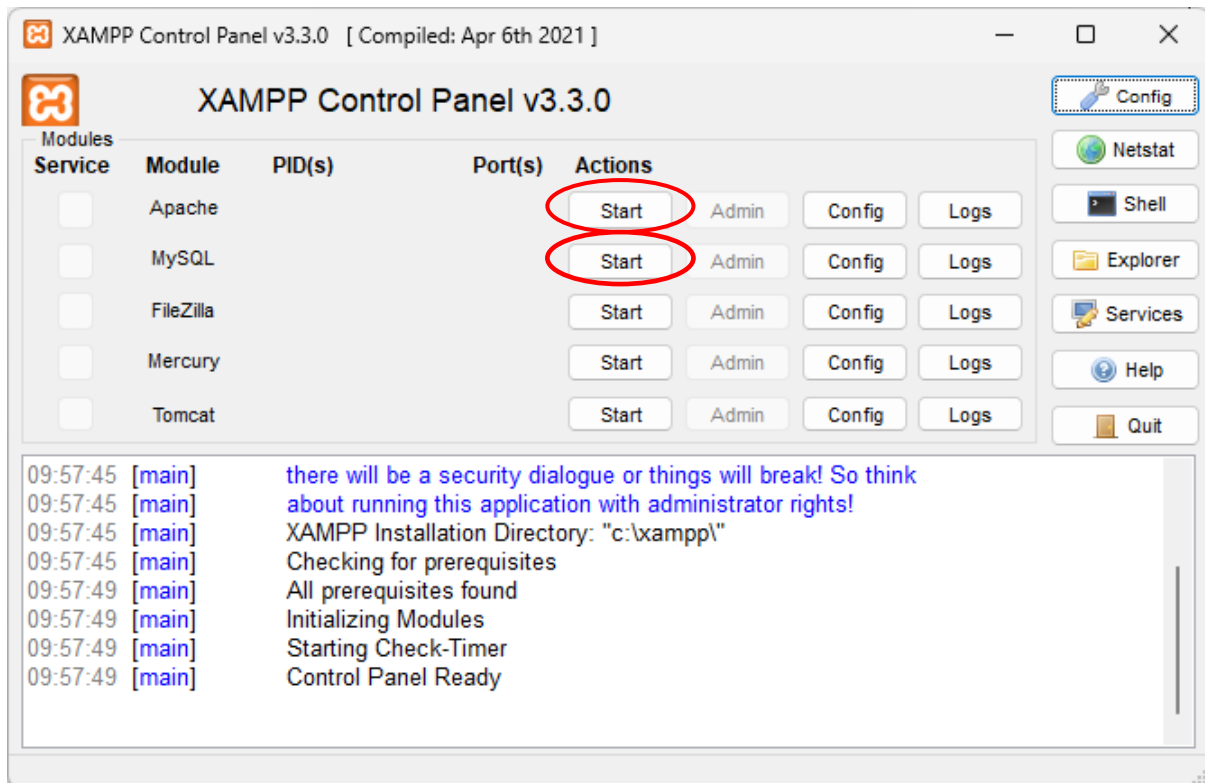 XAMPP Control Panel v3.3.0 [ Compiled: Apr 6th 2021 ]
XAMPP Control Panel v3.3.0
Config
Modules
Service Module PID(s) Port(s) Actions
Netstat
Apache Start Admin Config Logs
Shell
MySQL Start Admin Config Logs
Explorer
FileZilla Start Admin Config Logs
Services
Mercury Start Admin Config Logs
Help
Tomcat Start Admin Config Logs
Quit
09:57:45 [main] there will be a security dialogue or things will break! So think
09:57:45 [main] about running this application with administrator rights!
09:57:45 [main] XAMPP Installation Directory: "c:\xampp\"
09:57:45 [main] Checking for prerequisites
09:57:49 [main] All prerequisites found
09:57:49 [main] Initializing Modules
09:57:49 [main] Starting Check-Timer
09:57:49 [main] Control Panel Ready